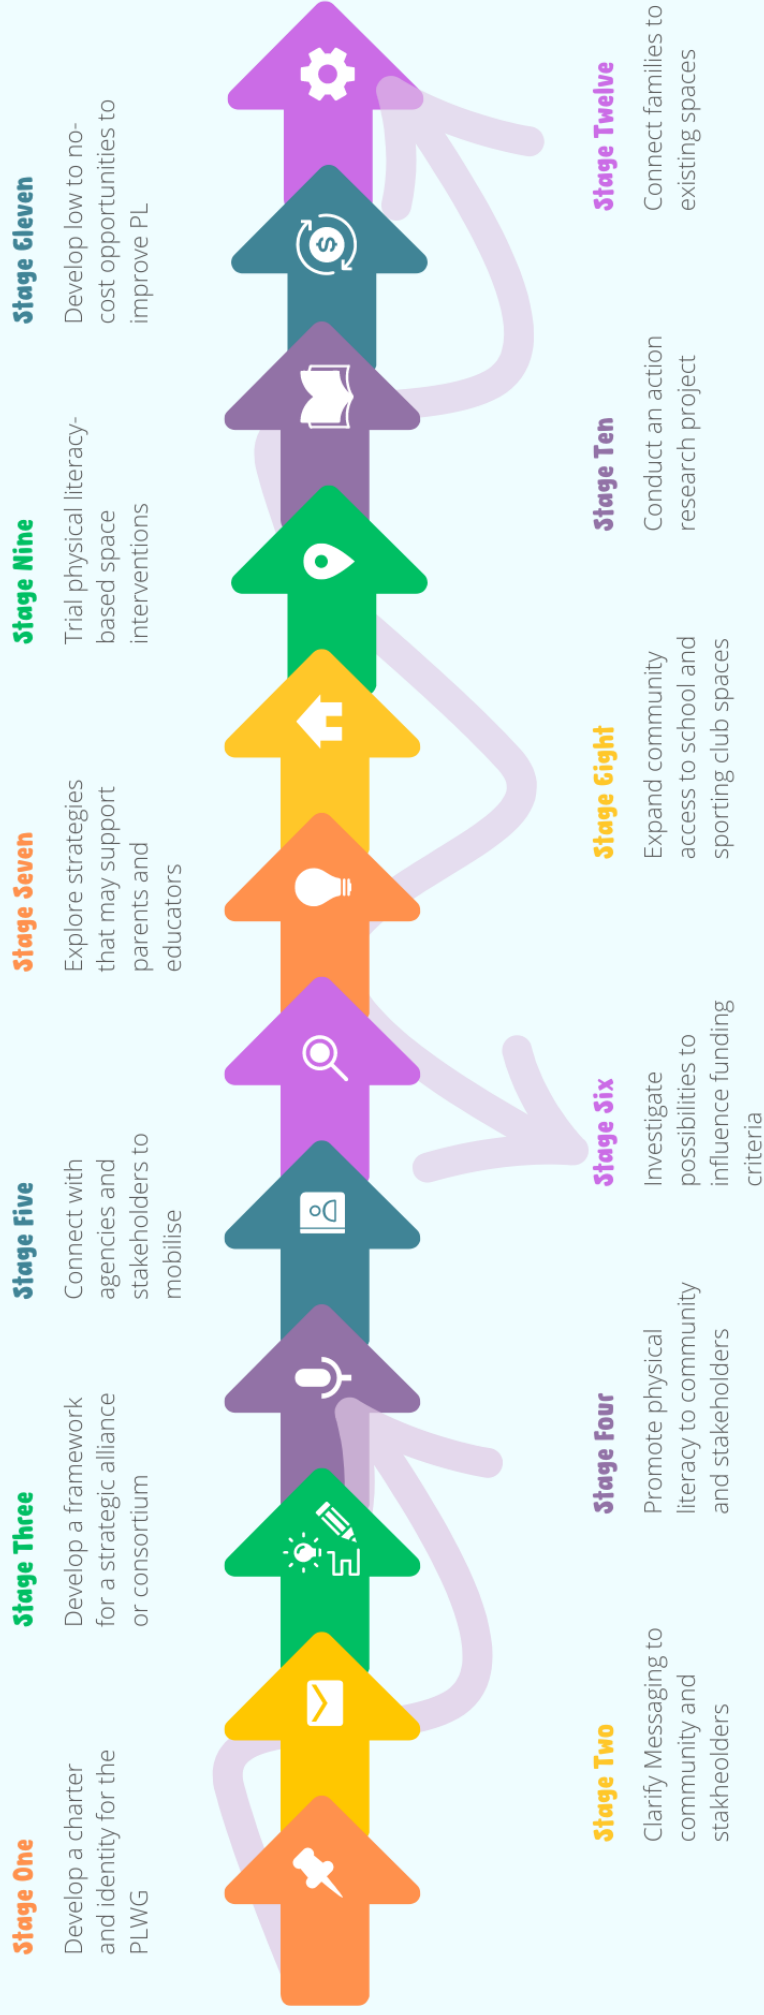 Stage One
Develop a charter
and identity for the
PLWG
Stage Two
Clarify Messaging to
community and
stakheolders
Stage Three
Develop a framework
for a strategic alliance
or consortium
Stage Four
Promote physical
literacy to community
and stakeholders
Stage Five
Connect with
agencies and
stakeholders to
mobilise
Stage Six
Investigate
possibilities to
influence funding
criteria
Stage Seven
Explore strategies
that may support
parents and
educators
Stage Eight
Expand community
access to school and
sporting club spaces
Stage Nine
Trial physical literacy-
based space
interventions
Stage Ten
Conduct an action
research project
Stage Eleven
Develop low to no-
cost opportunities to
improve PL
Stage Twelve
Connect families to
existing spaces
$